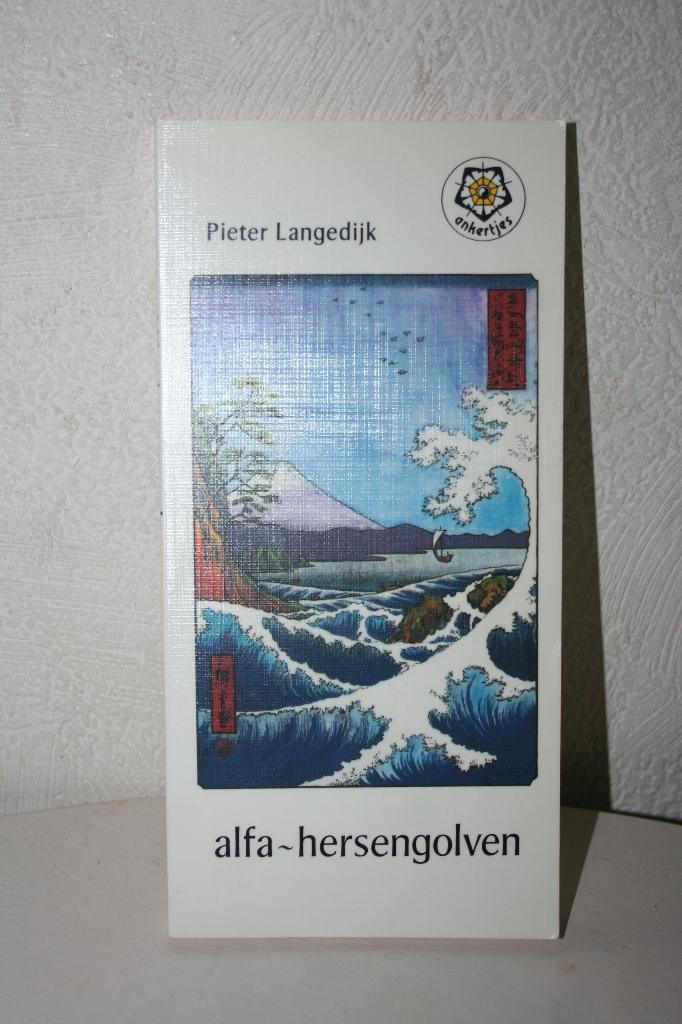 ankertjes
Pieter Langedijk
alfa~hersengolven